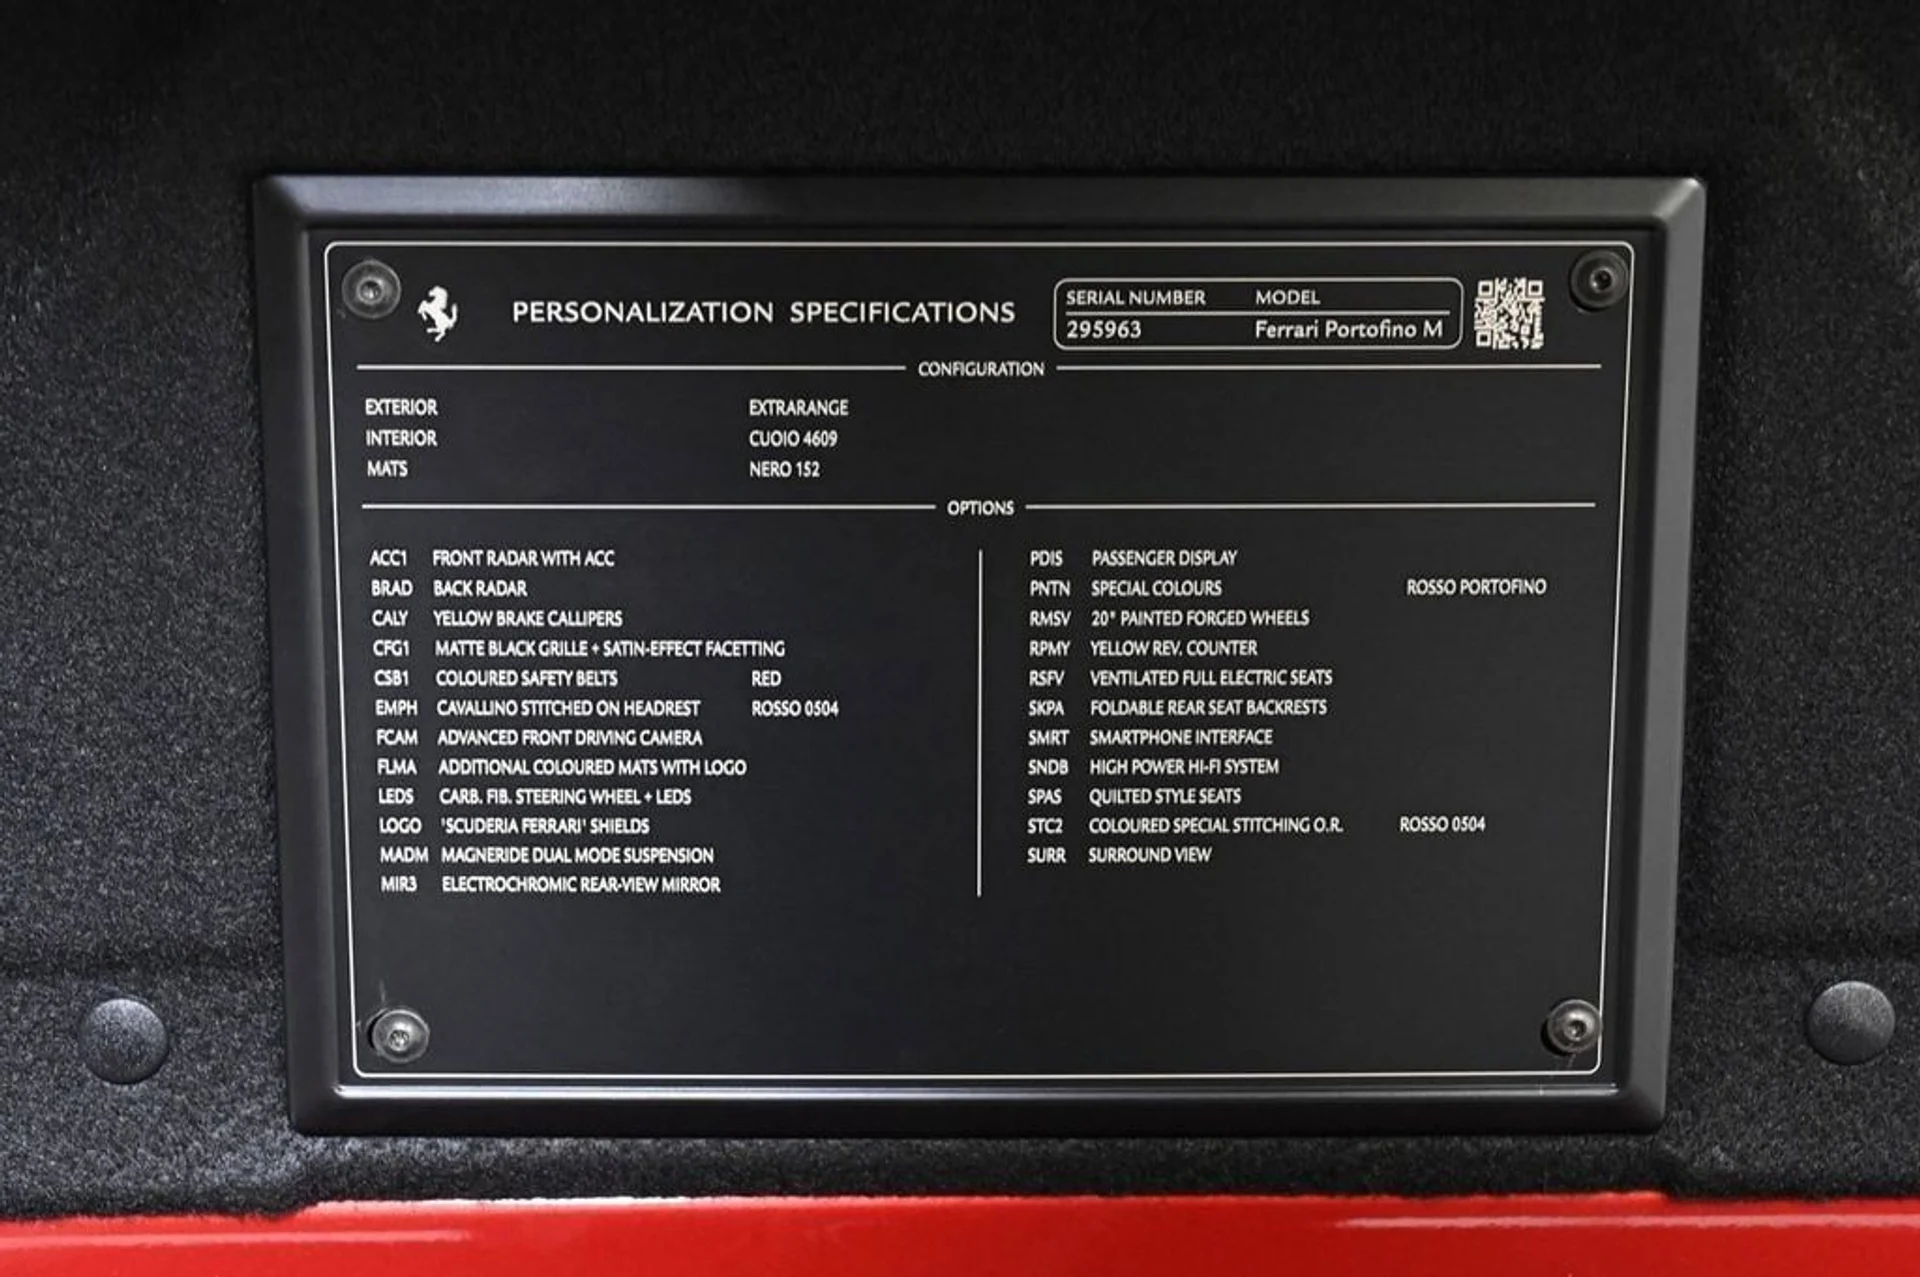 PERSONALIZATION SPECIFICATIONS
SERIAL NUMBER MODEL
295963 Ferrari Portofino M
CONFIGURATION
EXTERIOR EXTRARANGE
INTERIOR CUOIO 4609
MATS NERO 152
OPTIONS
ACC1 FRONT RADAR WITH ACC
BRAD BACK RADAR
CALY YELLOW BRAKE CALLIPERS
CFG1 MATTE BLACK GRILLE + SATIN-EFFECT FACETTING
CSB1 COLOURED SAFETY BELTS RED
EMPH CAVALLINO STITCHED ON HEADREST ROSSO 0504
FCAM ADVANCED FRONT DRIVING CAMERA
FLMA ADDITIONAL COLOURED MATS WITH LOGO
LEDS CARB. FIB. STEERING WHEEL + LEDS
LOGO 'SCUDERIA FERRARI' SHIELDS
MADM MAGNERIDE DUAL MODE SUSPENSION
MIR3 ELECTROCHROMIC REAR-VIEW MIRROR
PDIS PASSENGER DISPLAY
PNTN SPECIAL COLOURS ROSSO PORTOFINO
RMSV 20" PAINTED FORGED WHEELS
RPMY YELLOW REV. COUNTER
RSFV VENTILATED FULL ELECTRIC SEATS
SKPA FOLDABLE REAR SEAT BACKRESTS
SMRT SMARTPHONE INTERFACE
SNDB HIGH POWER HI-FI SYSTEM
SPAS QUILTED STYLE SEATS
STC2 COLOURED SPECIAL STITCHING O.R. ROSSO 0504
SURR SURROUND VIEW